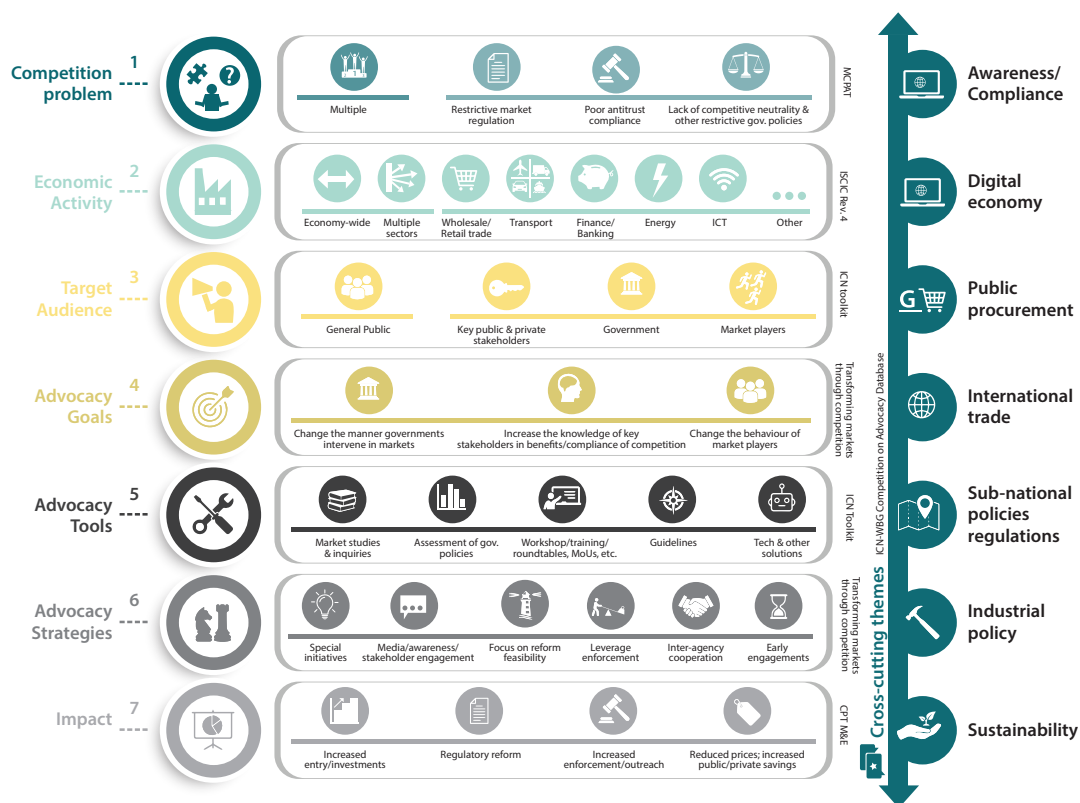 1
Competition
problem
Multiple
Restrictive market
regulation
Poor antitrust
compliance
Lack of competitive neutrality &
other restrictive gov. policies
MCPAT
2
Economic
Activity
Economy-wide
Multiple
sectors
Wholesale/
Retail trade
Transport
Finance/
Banking
Energy
ICT
Other
ISCIC Rev. 4
3
Target
Audience
General Public
Key public & private
stakeholders
Government
Market players
ICN toolkit
4
Advocacy
Goals
Change the manner governments
intervene in markets
Increase the knowledge of key
stakeholders in benefits/compliance of competition
Change the behaviour of
market players
Transforming markets
through competition
5
Advocacy
Tools
Market studies
& inquiries
Assessment of gov.
policies
Workshop/training/
roundtables, MoUs, etc.
Guidelines
Tech & other
solutions
ICN Toolkit
6
Advocacy
Strategies
Special
initiatives
Media/awareness/
stakeholder engagement
Focus on reform
feasibility
Leverage
enforcement
Inter-agency
cooperation
Early
engagements
Transforming markets
through competition
7
Impact
Increased
entry/investments
Regulatory reform
Increased
enforcement/outreach
Reduced prices; increased
public/private savings
CPT M&E
Cross-cutting themes
ICN-WBG Competition on Advocacy Database
Awareness/
Compliance
Digital
economy
G
Public
procurement
International
trade
Sub-national
policies
regulations
Industrial
policy
Sustainability